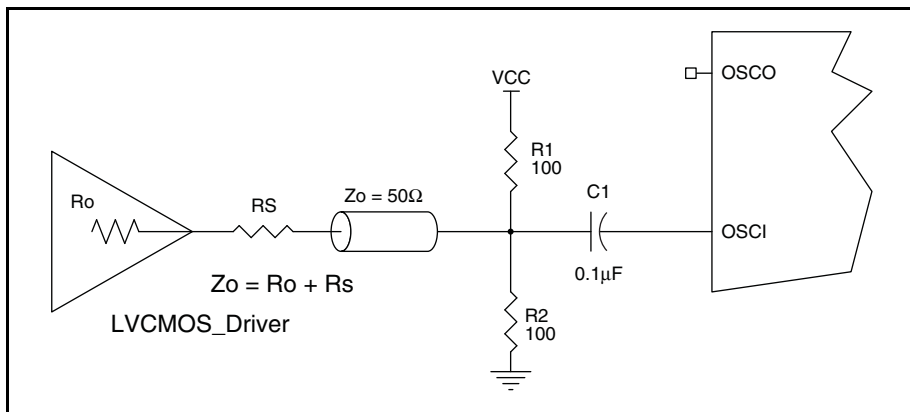 OSCO
VCC
R1
100
Ro
RS
Zo = 50Ω
C1
OSCI
0.1μF
Zo = Ro + Rs
LVCMOS_Driver
R2
100